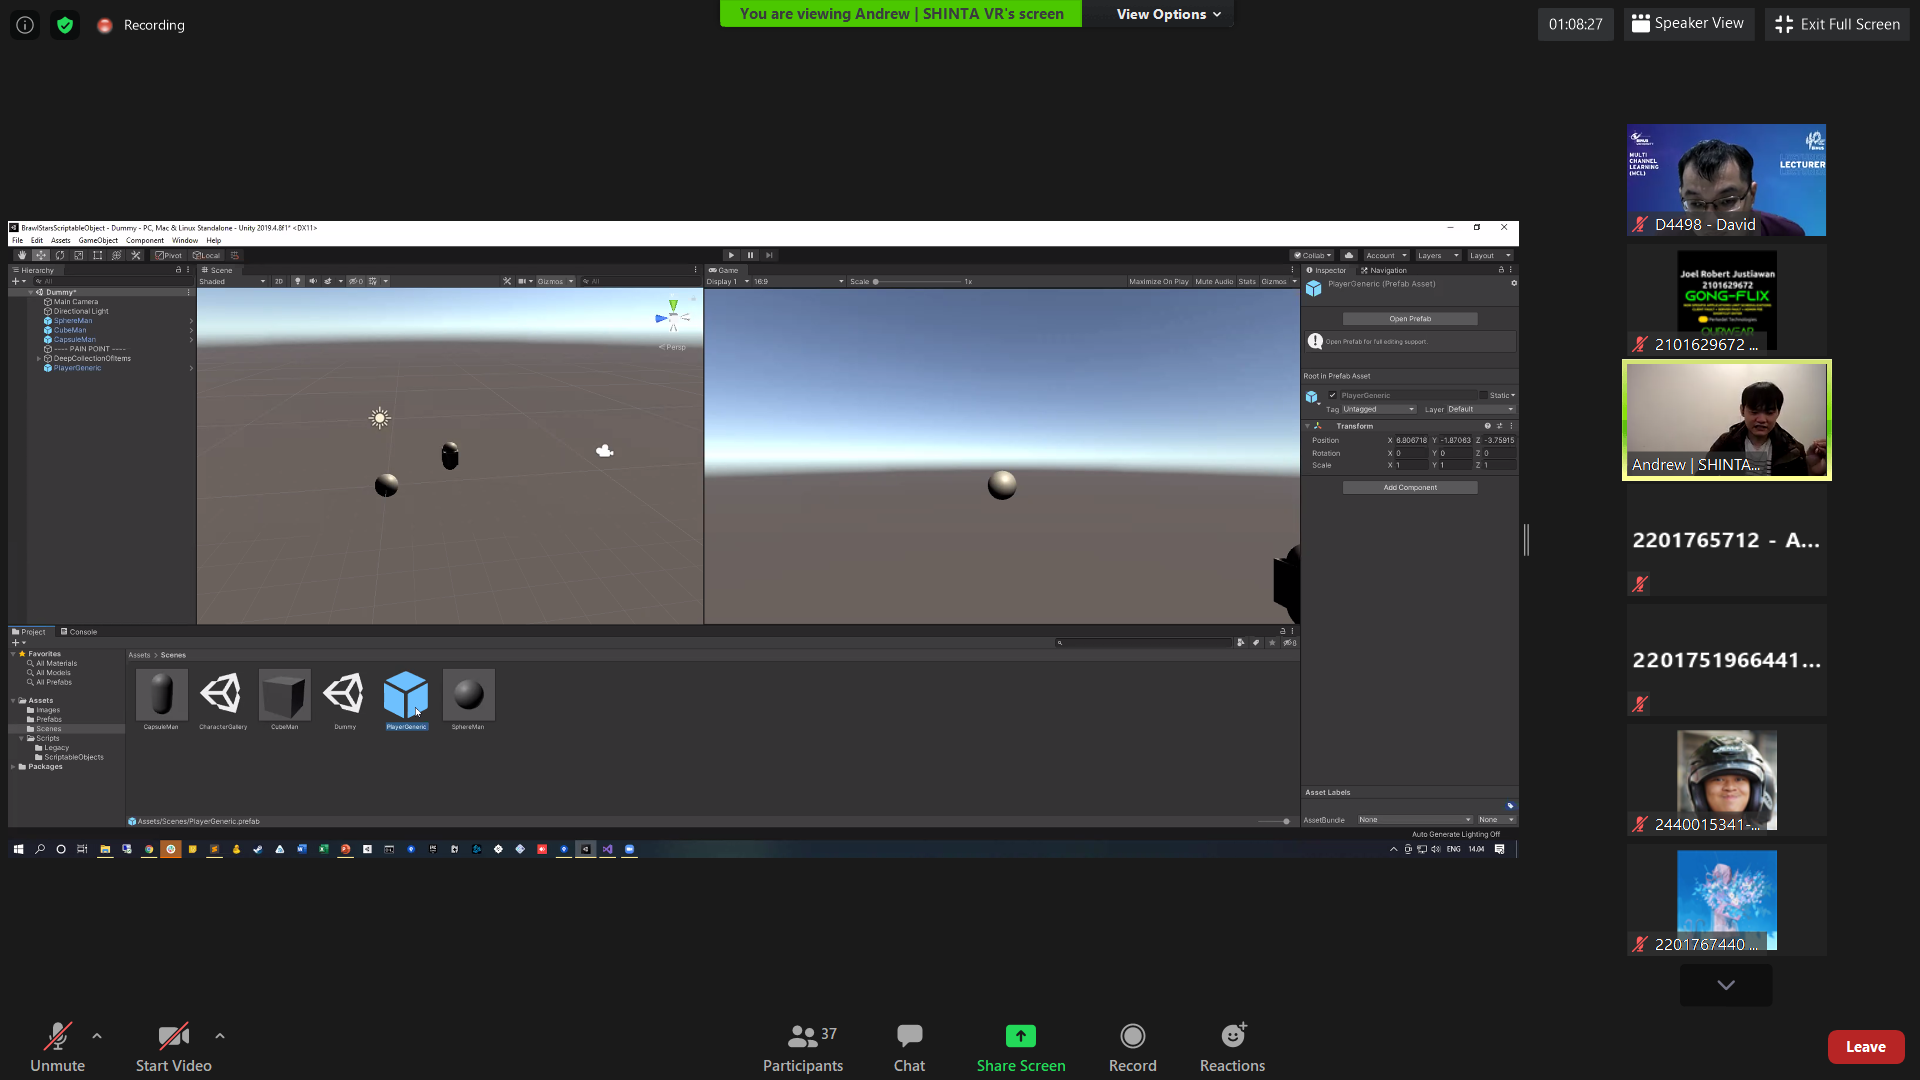 Recording
You are viewing Andrew | SHINTA VR's screen
View Options
01:08:27
Speaker View
Exit Full Screen
BrawlStarsScriptableObject - Dummy - PC, Mac & Linux Standalone - Unity 2019.4.8f1* <DX11>
File Edit Assets GameObject Component Window Help
Pivot Local
Collab Account Layers Layout
Hierarchy
All
Dummy*
Main Camera
Directional Light
SphereMan
CubeMan
CapsuleMan
---- PAIN POINT ----
DeepCollectionOfItems
PlayerGeneric
Scene
Shaded 2D Gizmos All
Persp
Game
Display 1 16:9 Scale 1x Maximize On Play Mute Audio Stats Gizmos
Inspector Navigation
PlayerGeneric (Prefab Asset)
Open Prefab
Open Prefab for full editing support.
Root in Prefab Asset
PlayerGeneric Static
Tag Untagged Layer Default
Transform
Position X 6.806718 Y -1.87063 Z -3.75915
Rotation X 0 Y 0 Z 0
Scale X 1 Y 1 Z 1
Add Component
Asset Labels
AssetBundle None None
Auto Generate Lighting Off
Project Console
Favorites
All Materials
All Models
All Prefabs
Assets
Images
Prefabs
Scenes
Scripts
Legacy
ScriptableObjects
Packages
Assets > Scenes
CapsuleMan
CharacterGallery
CubeMan
Dummy
PlayerGeneric
SphereMan
Assets/Scenes/PlayerGeneric.prefab
ENG 14.04
MULTI
CHANNEL
LEARNING
(MCL)
LECTURER
D4498 - David
Joel Robert Justiawan
2101629672
GONG-FLIX
2101629672 ...
Andrew | SHINTA...
2201765712 - A...
2201751966441...
2440015341-...
2201767440 ...
Unmute
Start Video
Participants
37
Chat
Share Screen
Record
Reactions
Leave